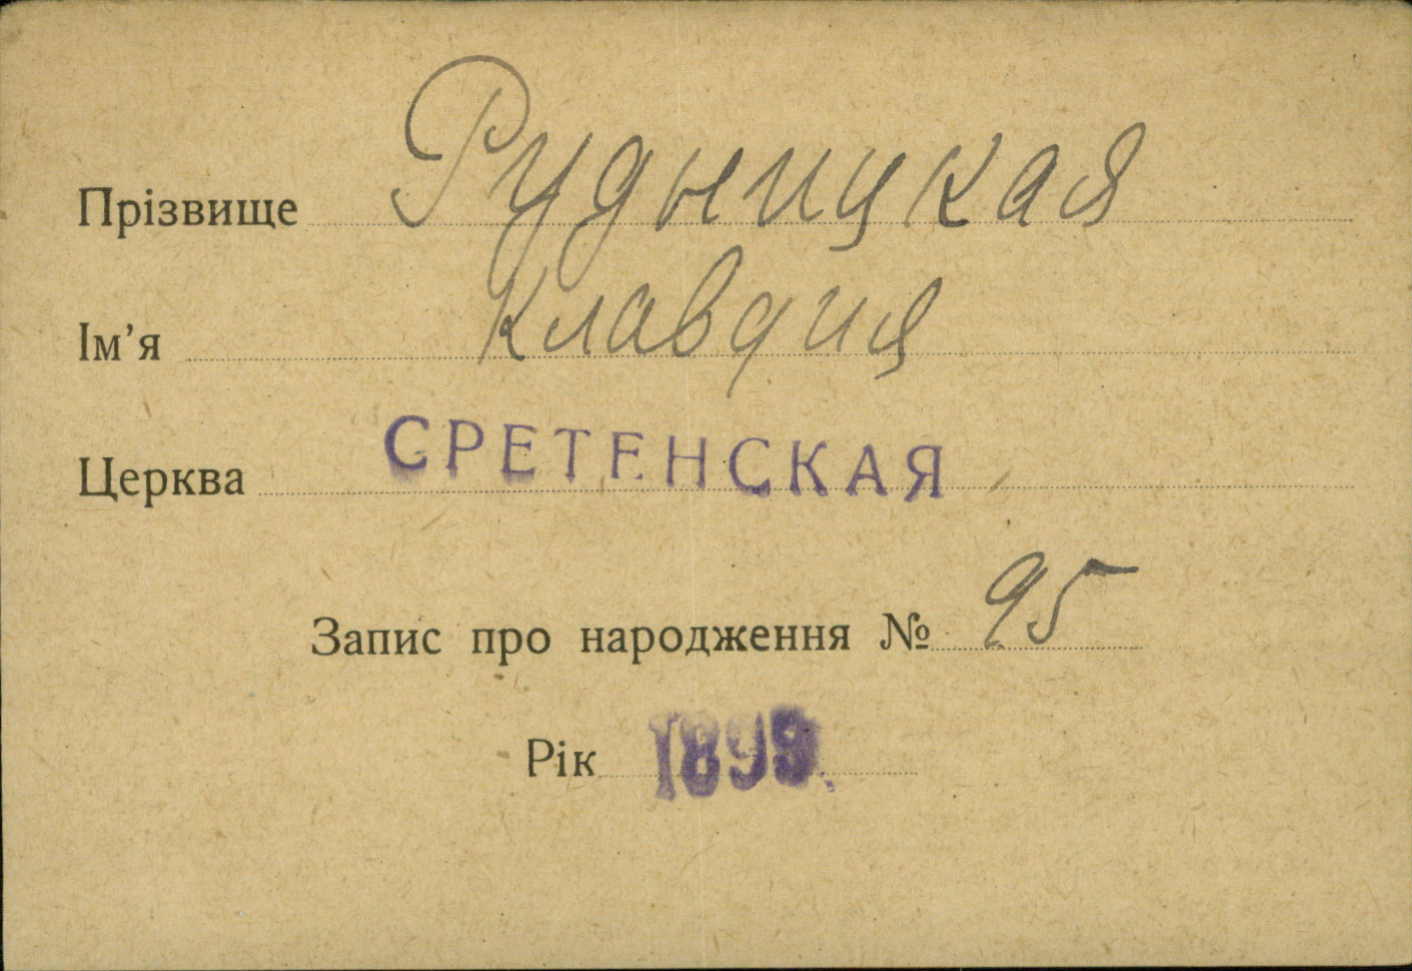 Прізвище Рудницкая
Ім'я Клавдия
Церква СРЕТЕНСКАЯ
Запис про народження № 95
Рік 1899.